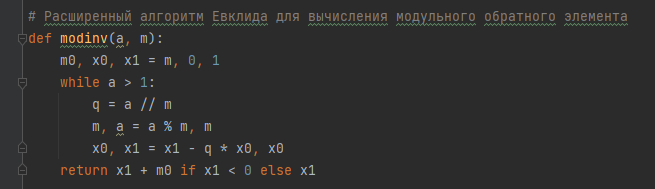 # Расширенный алгоритм Евклида для вычисления модульного обратного элемента
def modinv(a, m):
    m0, x0, x1 = m, 0, 1
    while a > 1:
        q = a // m
        m, a = a % m, m
        x0, x1 = x1 - q * x0, x0
    return x1 + m0 if x1 < 0 else x1